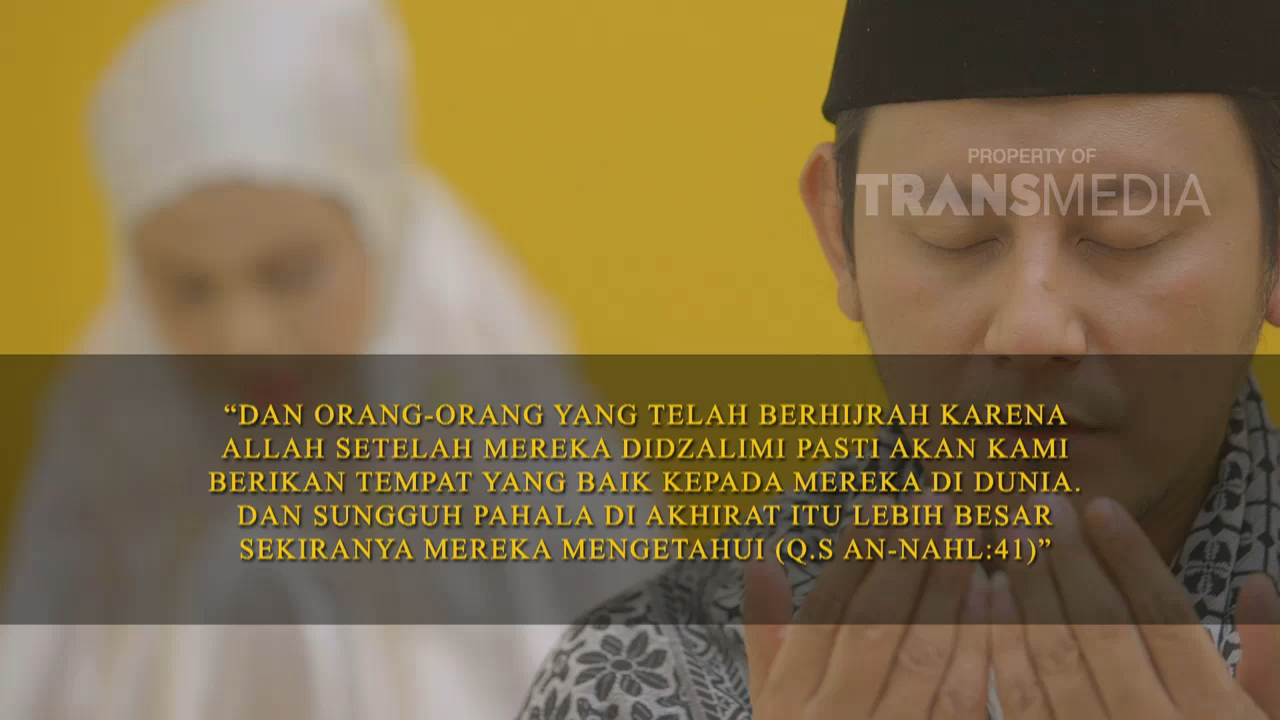 PROPERTY OF
TRANSMEDIA
“DAN ORANG-ORANG YANG TELAH BERHIJRAH KARENA
ALLAH SETELAH MEREKA DIDZALIMI PASTI AKAN KAMI
BERIKAN TEMPAT YANG BAIK KEPADA MEREKA DI DUNIA.
DAN SUNGGUH PAHALA DI AKHIRAT ITU LEBIH BESAR
SEKIRANYA MEREKA MENGETAHUI (Q.S AN-NAHL:41)”